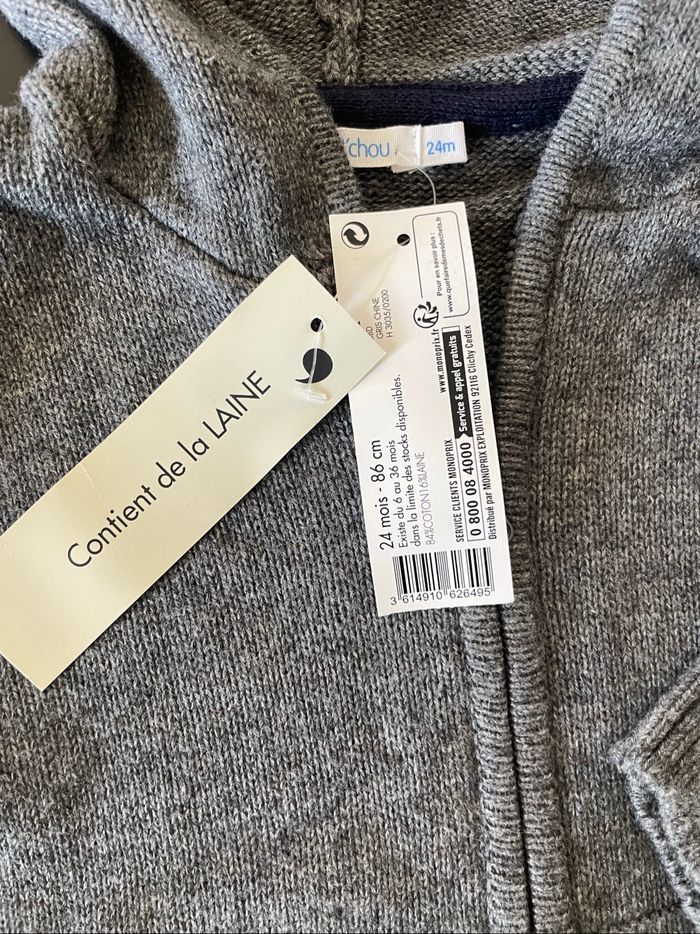 'chou
24m
Contient de la LAINE
GRIS CHINE
H 3035/0200
24 mois - 86 cm
Existe du 6 au 36 mois
dans la limite des stocks disponibles.
84%COTON16%LAINE
Pour en savoir plus :
www.quefairedemesdechets.fr
www.monoprix.fr
SERVICE CLIENTS MONOPRIX
0 800 08 4000 Service & appel gratuits
Distribué par MONOPRIX EXPLOITATION 92116 Clichy Cedex
3 614910 626495